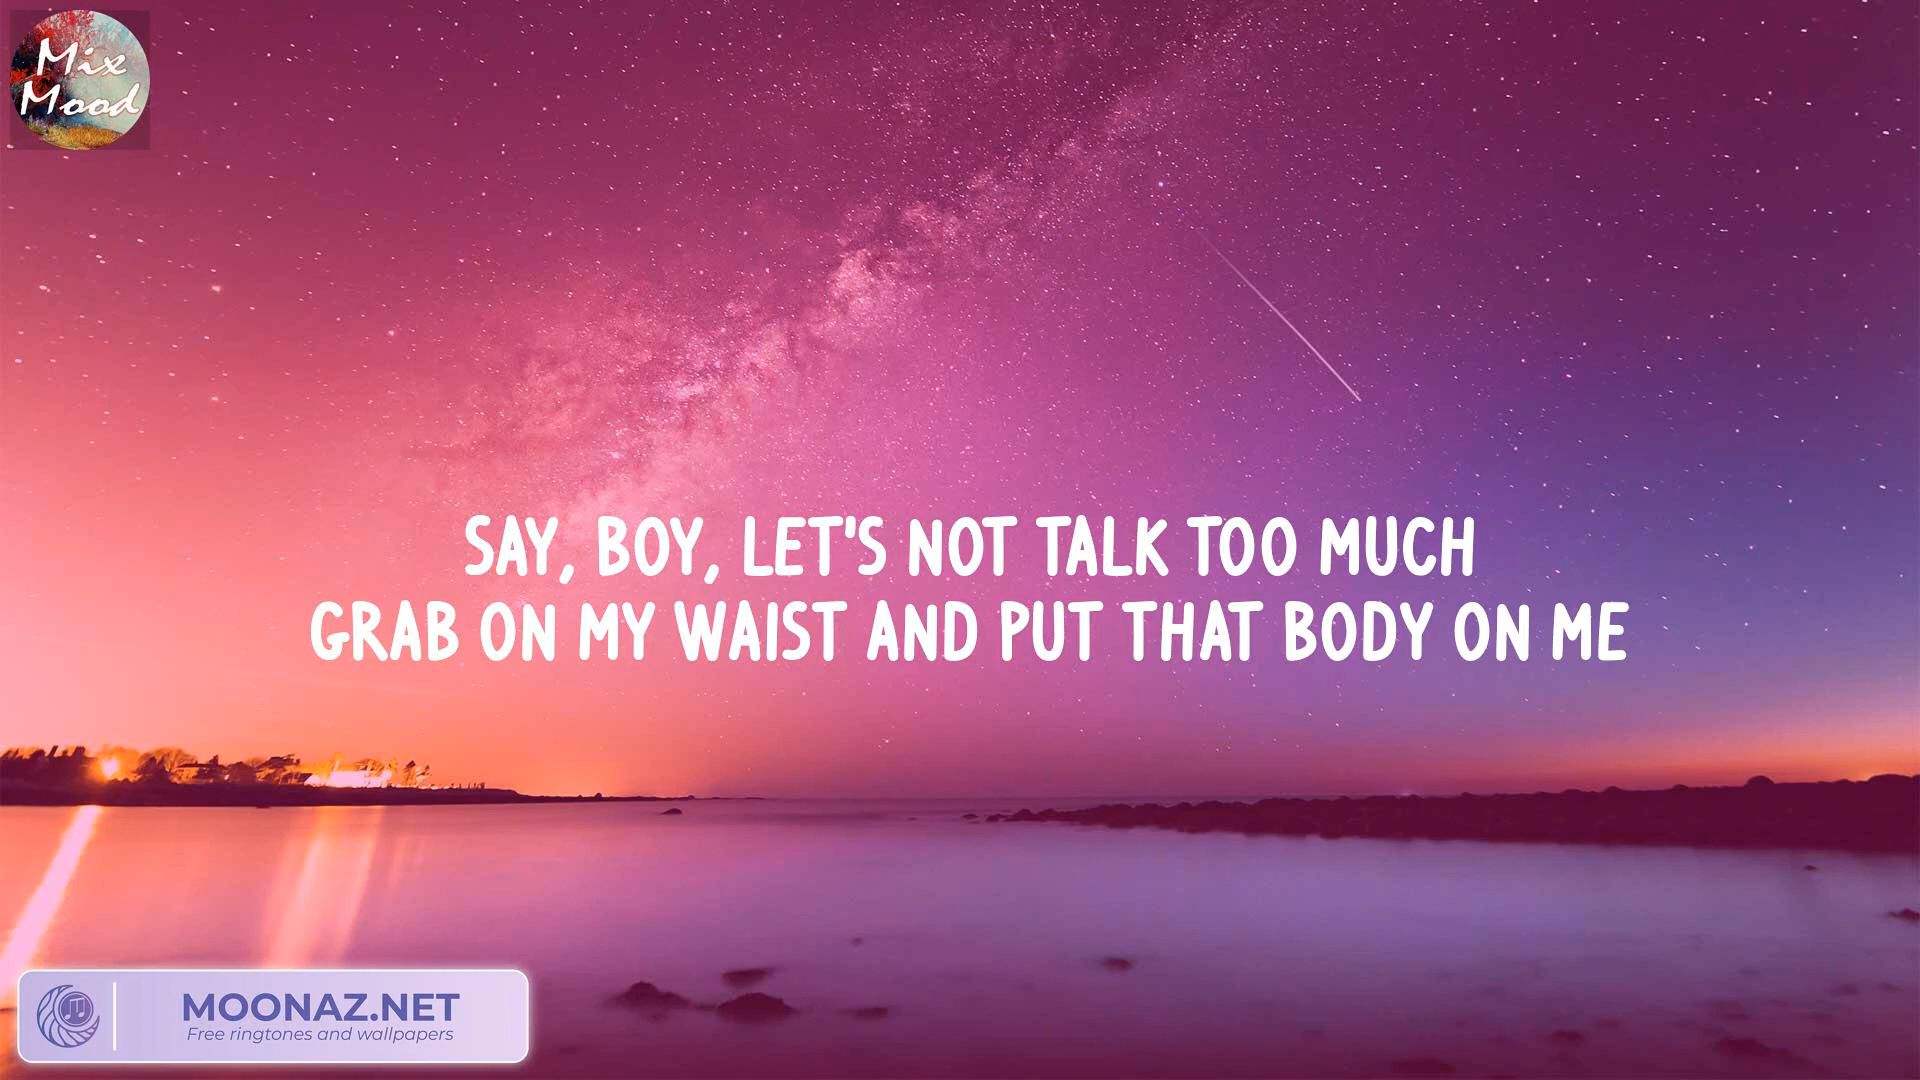 Mix
Mood
SAY, BOY, LET'S NOT TALK TOO MUCH
GRAB ON MY WAIST AND PUT THAT BODY ON ME
MOONAZ.NET
Free ringtones and wallpapers